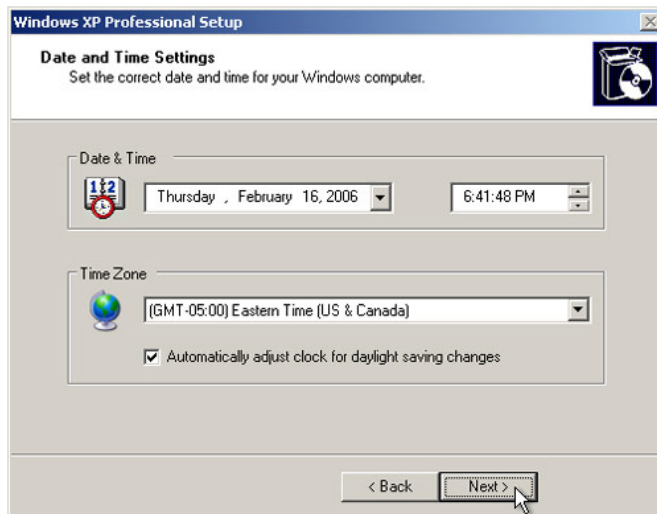 Windows XP Professional Setup
Date and Time Settings
Set the correct date and time for your Windows computer.
Date & Time
1 2
Thursday , February 16, 2006
6:41:48 PM
Time Zone
(GMT-05:00) Eastern Time (US & Canada)
Automatically adjust clock for daylight saving changes
< Back
Next >